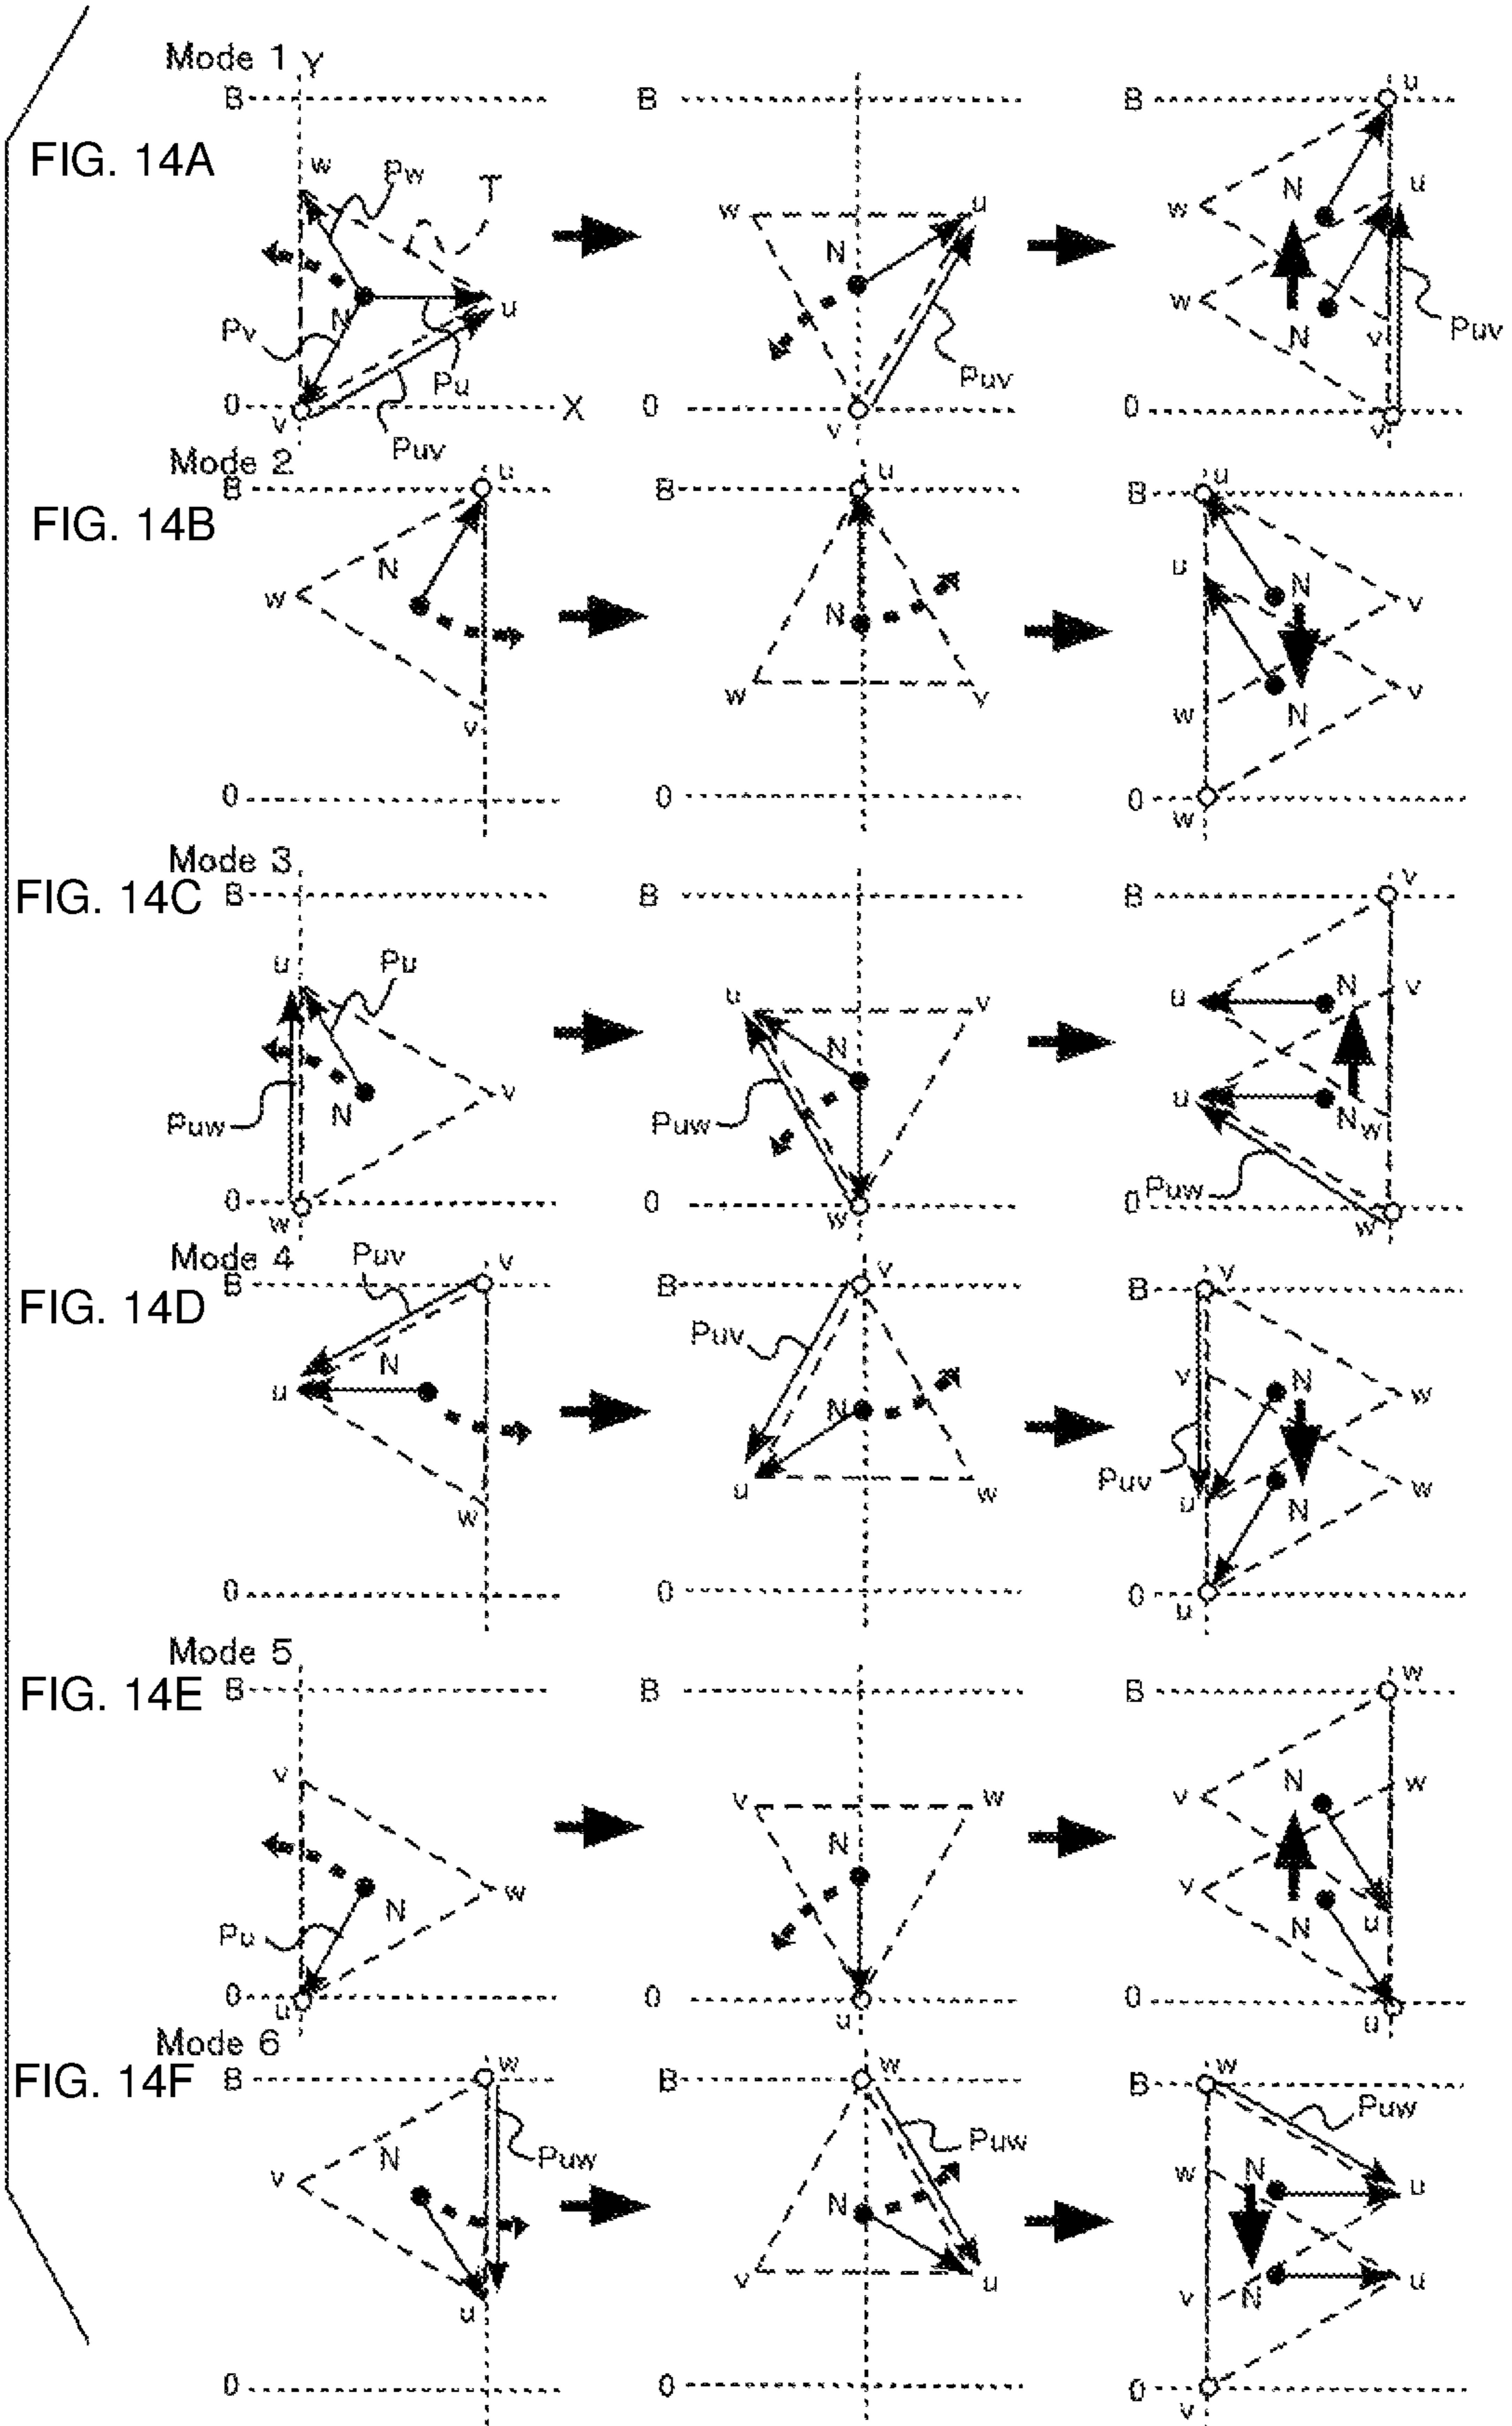 Mode 1 Y
B B B u
FIG. 14A
w Pw T w u N u
N w
N u w
Pv Pu Puv N v Puv
0 X 0 0
v Puv v v
Mode 2
B u B u B u
FIG. 14B
N u N
w N v
v w v w N v
0 0 0
w
Mode 3
FIG. 14C B B B v
u Pu u v N v
N u
Puw N v Puw u N w
0 w 0 w 0 Puw w
Mode 4 Puv v v v
B B B
FIG. 14D
N Puv v N
u N w
w u w Puv u N w
0 0 0
u
Mode 5
FIG. 14E B B B w
v v w N w
N v
N w v
Pu N u
0 u 0 u 0 u
Mode 6
FIG. 14F B w B w B w
Puw
N Puw Puw w N u
v N
u v u v N u
0 0 0
v